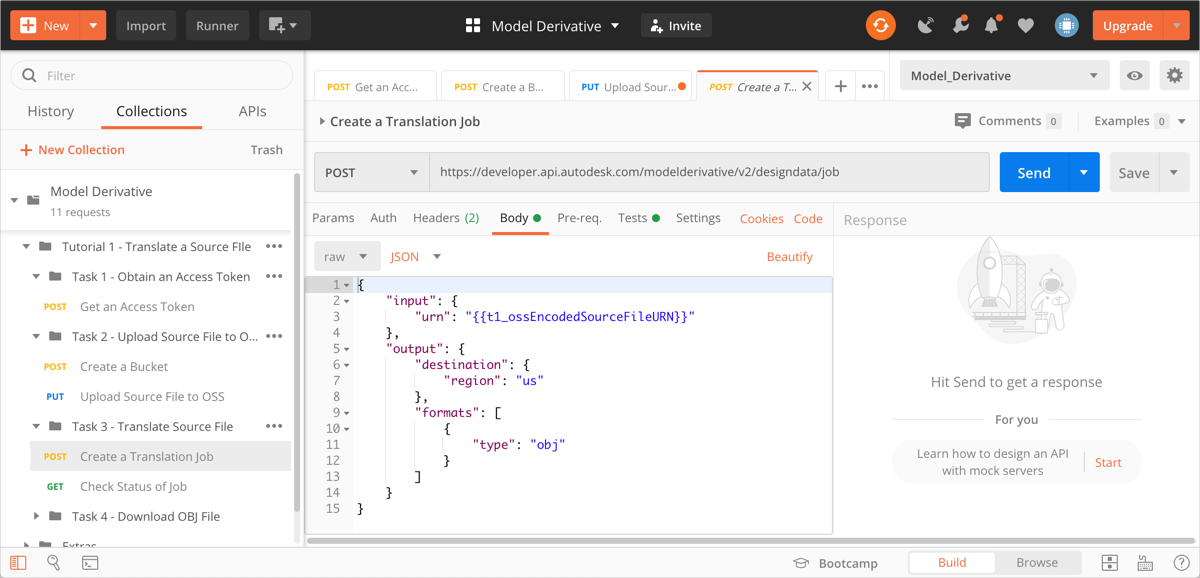 New
Import
Runner
Model Derivative
Invite
Upgrade
Filter
History
Collections
APIs
New Collection
Trash
Model Derivative
11 requests
Tutorial 1 - Translate a Source FIle
Task 1 - Obtain an Access Token
POST Get an Access Token
Task 2 - Upload Source File to O...
POST Create a Bucket
PUT Upload Source File to OSS
Task 3 - Translate Source File
POST Create a Translation Job
GET Check Status of Job
Task 4 - Download OBJ File
Extras
POST Get an Acc...
POST Create a B...
PUT Upload Sour...
POST Create a T...
Model_Derivative
Create a Translation Job
Comments 0
Examples 0
POST
https://developer.api.autodesk.com/modelderivative/v2/designdata/job
Send
Save
Params
Auth
Headers (2)
Body
Pre-req.
Tests
Settings
Cookies
Code
Response
raw
JSON
Beautify
1 {
2 "input": {
3 "urn": "{{t1_ossEncodedSourceFileURN}}"
4 },
5 "output": {
6 "destination": {
7 "region": "us"
8 },
9 "formats": [
10 {
11 "type": "obj"
12 }
13 ]
14 }
15 }
Hit Send to get a response
For you
Learn how to design an API
with mock servers
Start
Bootcamp
Build
Browse